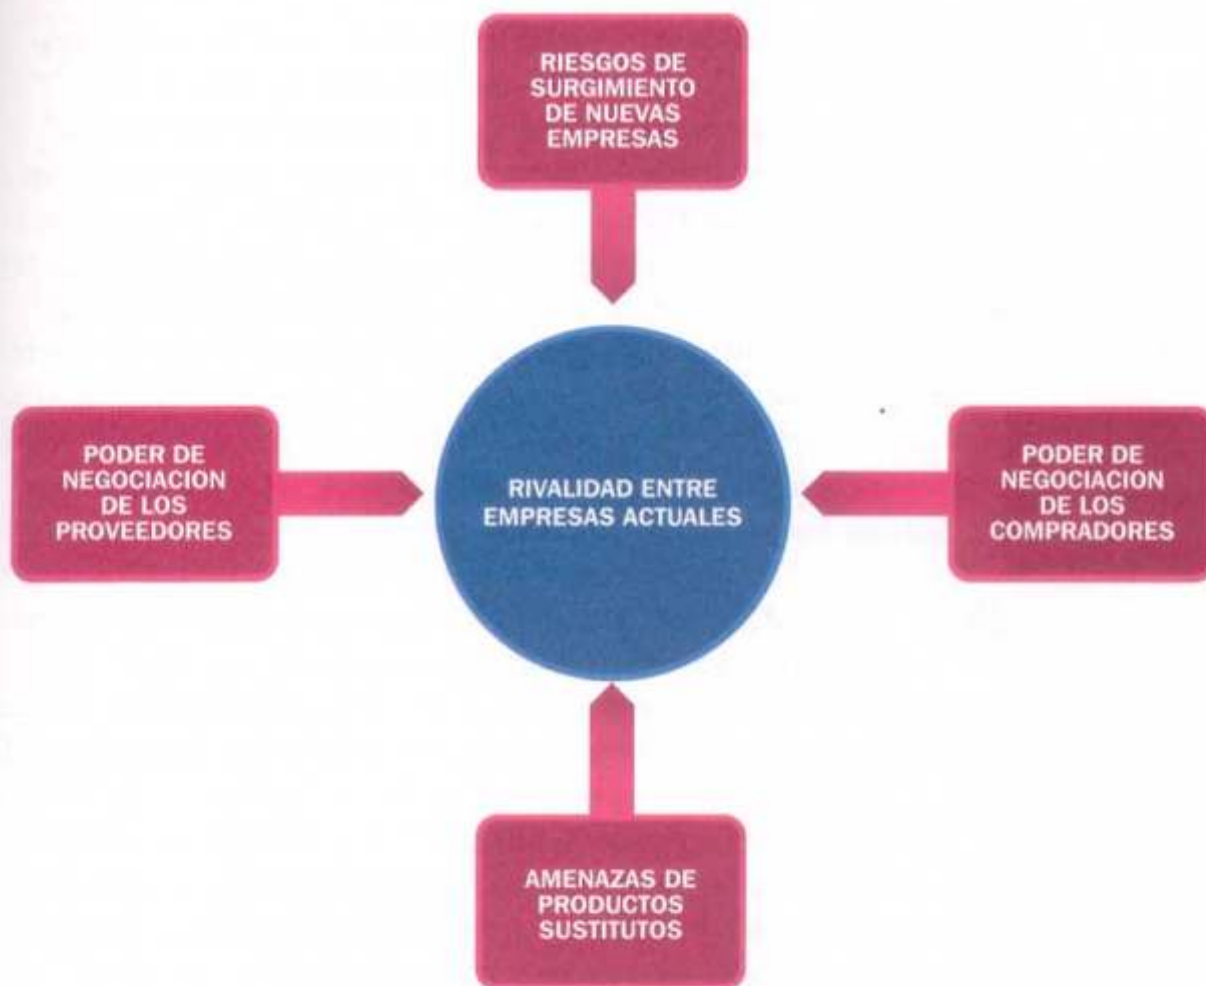 RIESGOS DE
SURGIMIENTO
DE NUEVAS
EMPRESAS
PODER DE
NEGOCIACION
DE LOS
PROVEEDORES
RIVALIDAD ENTRE
EMPRESAS ACTUALES
PODER DE
NEGOCIACION
DE LOS
COMPRADORES
AMENAZAS DE
PRODUCTOS
SUSTITUTOS